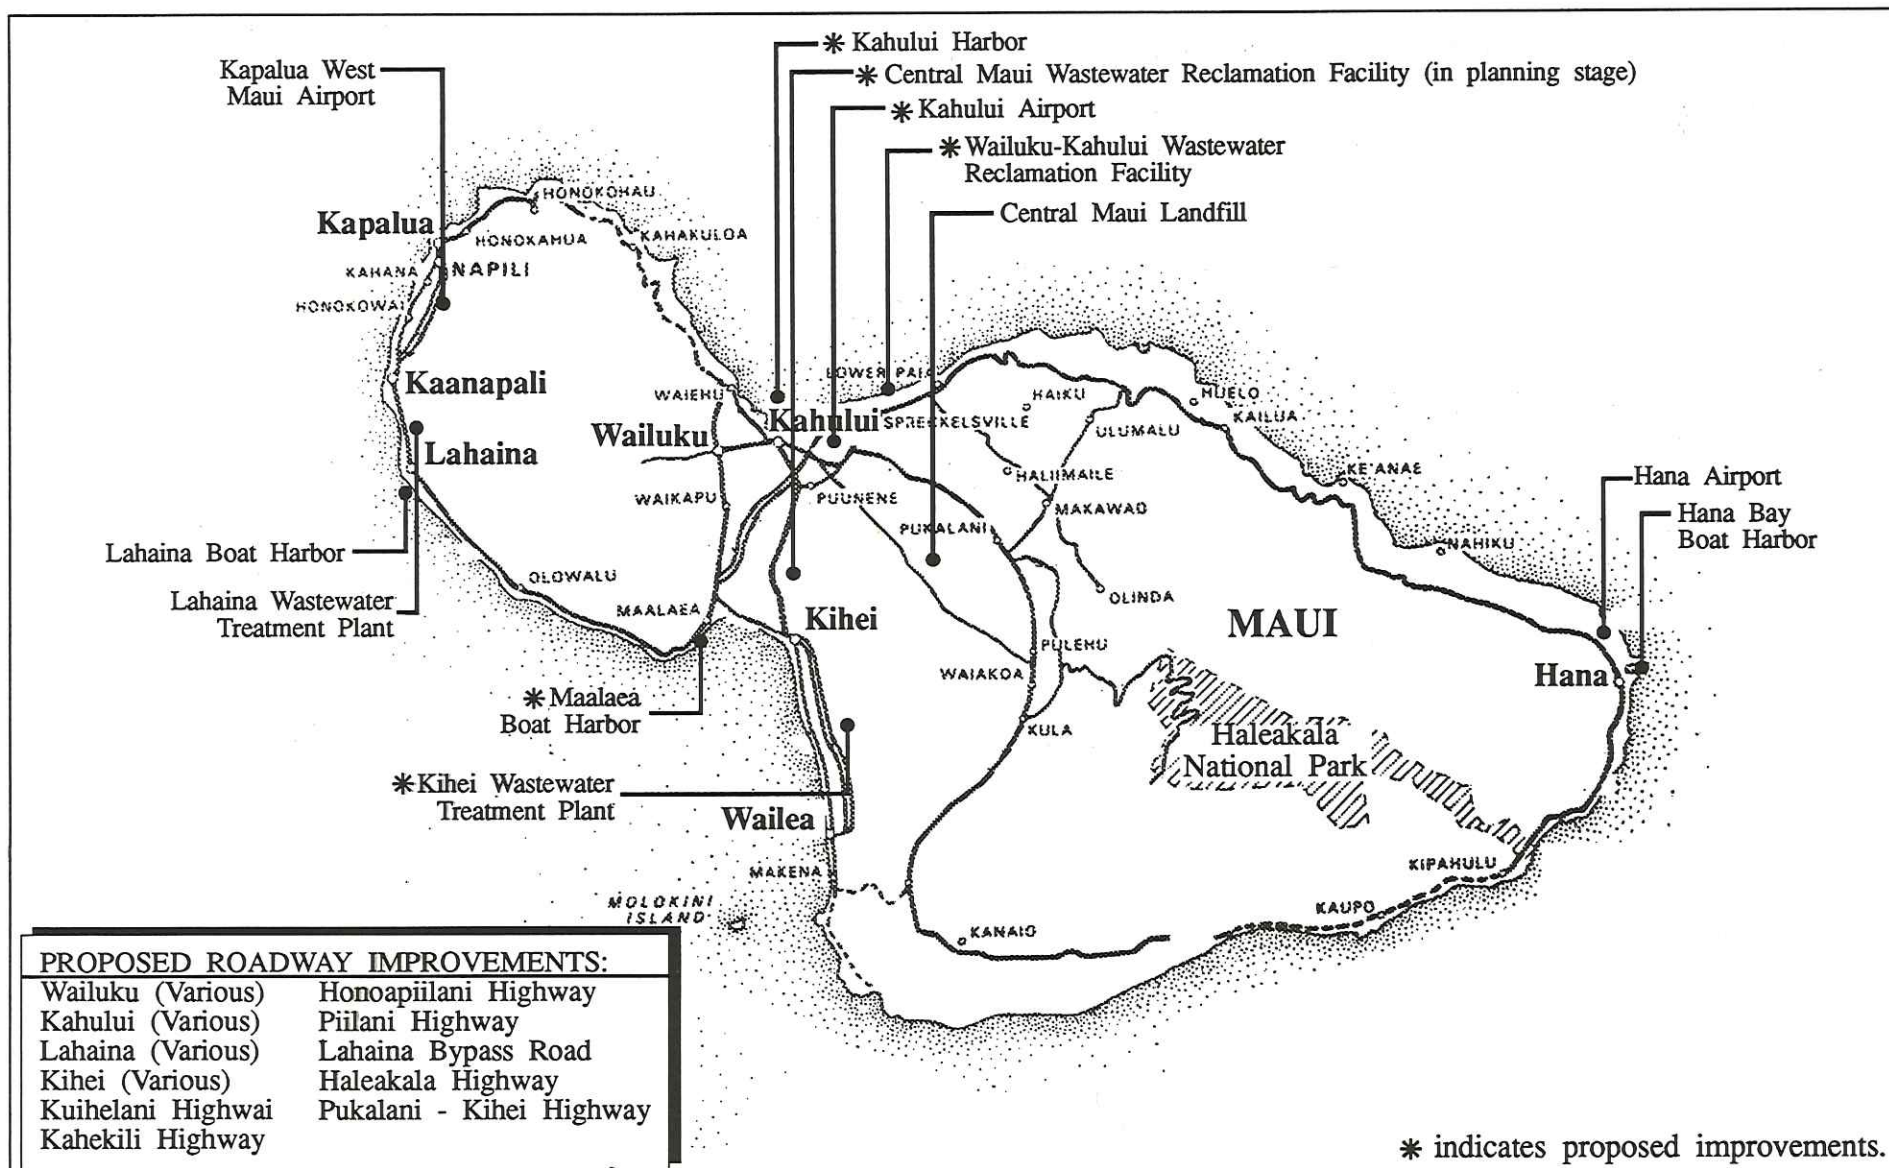 ✱ Kahului Harbor
Kapalua West
Maui Airport
✱ Central Maui Wastewater Reclamation Facility (in planning stage)
✱ Kahului Airport
✱ Wailuku-Kahului Wastewater
Reclamation Facility
Central Maui Landfill
HONOKOHAU
Kapalua
HONOKAHUA
KAHAKULOA
KAHANA
NAPILI
HONOKOWAI
Kaanapali
WAIEHU
LOWER PAIA
HAIKU
HUELO
Kahului
SPRECKELSVILLE
ULUMALU
KAILUA
Wailuku
Lahaina
HALIIMAILE
KE'ANAE
Hana Airport
WAIKAPU
PUUNENE
MAKAWAO
PUKALANI
Hana Bay
Boat Harbor
NAHIKU
Lahaina Boat Harbor
OLOWALU
OLINDA
Lahaina Wastewater
Treatment Plant
MAALAEA
Kihei
MAUI
PULEHU
WAIAKOA
Hana
✱ Maalaea
Boat Harbor
KULA
Haleakala
National Park
✱ Kihei Wastewater
Treatment Plant
Wailea
MAKENA
KIPAHULU
MOLOKINI
ISLAND
KAUPO
KANAIO
PROPOSED ROADWAY IMPROVEMENTS:
Wailuku (Various) Honoapiilani Highway
Kahului (Various) Piilani Highway
Lahaina (Various) Lahaina Bypass Road
Kihei (Various) Haleakala Highway
Kuihelani Highwai Pukalani - Kihei Highway
Kahekili Highway
✱ indicates proposed improvements.